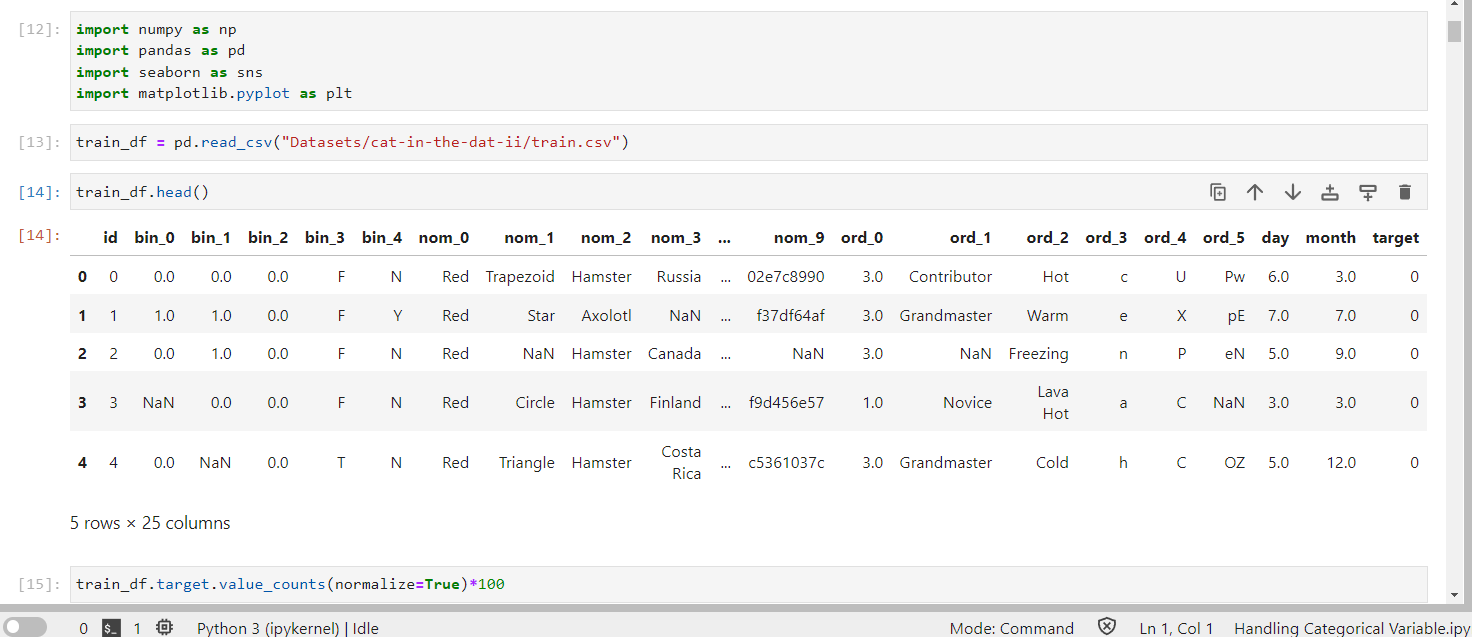 [12]: import numpy as np
import pandas as pd
import seaborn as sns
import matplotlib.pyplot as plt
[13]: train_df = pd.read_csv("Datasets/cat-in-the-dat-ii/train.csv")
[14]: train_df.head()
[14]: id bin_0 bin_1 bin_2 bin_3 bin_4 nom_0 nom_1 nom_2 nom_3 ... nom_9 ord_0 ord_1 ord_2 ord_3 ord_4 ord_5 day month target
0 0 0.0 0.0 0.0 F N Red Trapezoid Hamster Russia ... 02e7c8990 3.0 Contributor Hot c U Pw 6.0 3.0 0
1 1 1.0 1.0 0.0 F Y Red Star Axolotl NaN ... f37df64af 3.0 Grandmaster Warm e X pE 7.0 7.0 0
2 2 0.0 1.0 0.0 F N Red NaN Hamster Canada ... NaN 3.0 NaN Freezing n P eN 5.0 9.0 0
3 3 NaN 0.0 0.0 F N Red Circle Hamster Finland ... f9d456e57 1.0 Novice Lava Hot a C NaN 3.0 3.0 0
4 4 0.0 NaN 0.0 T N Red Triangle Hamster Costa Rica ... c5361037c 3.0 Grandmaster Cold h C OZ 5.0 12.0 0
5 rows × 25 columns
[15]: train_df.target.value_counts(normalize=True)*100
0 $_ 1 Python 3 (ipykernel) | Idle Mode: Command Ln 1, Col 1 Handling Categorical Variable.ipy